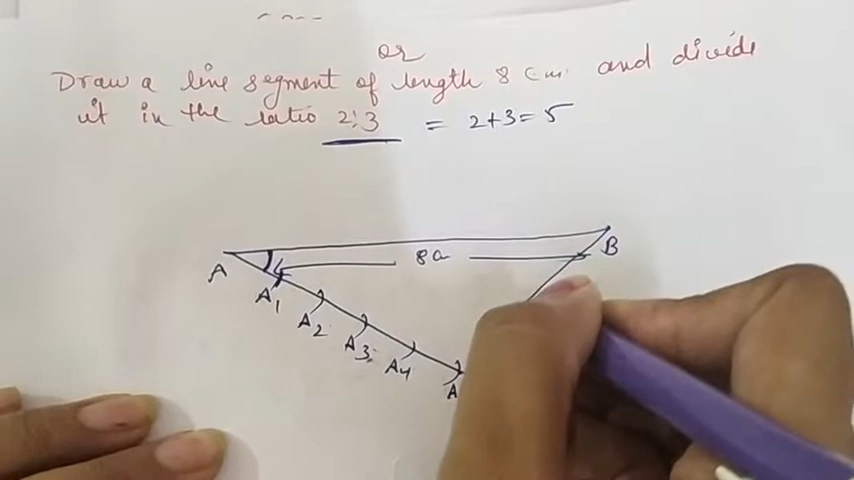 or
Draw a line segment of length 8 cm. and divide
it in the ratio 2:3 = 2+3=5
A B
8
A1
A2
A3
A4
A